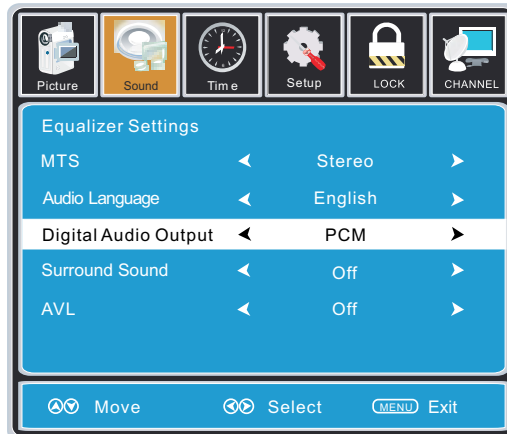 Picture Sound Time Setup LOCK CHANNEL
Equalizer Settings
MTS Stereo
Audio Language English
Digital Audio Output PCM
Surround Sound Off
AVL Off
Move Select MENU Exit